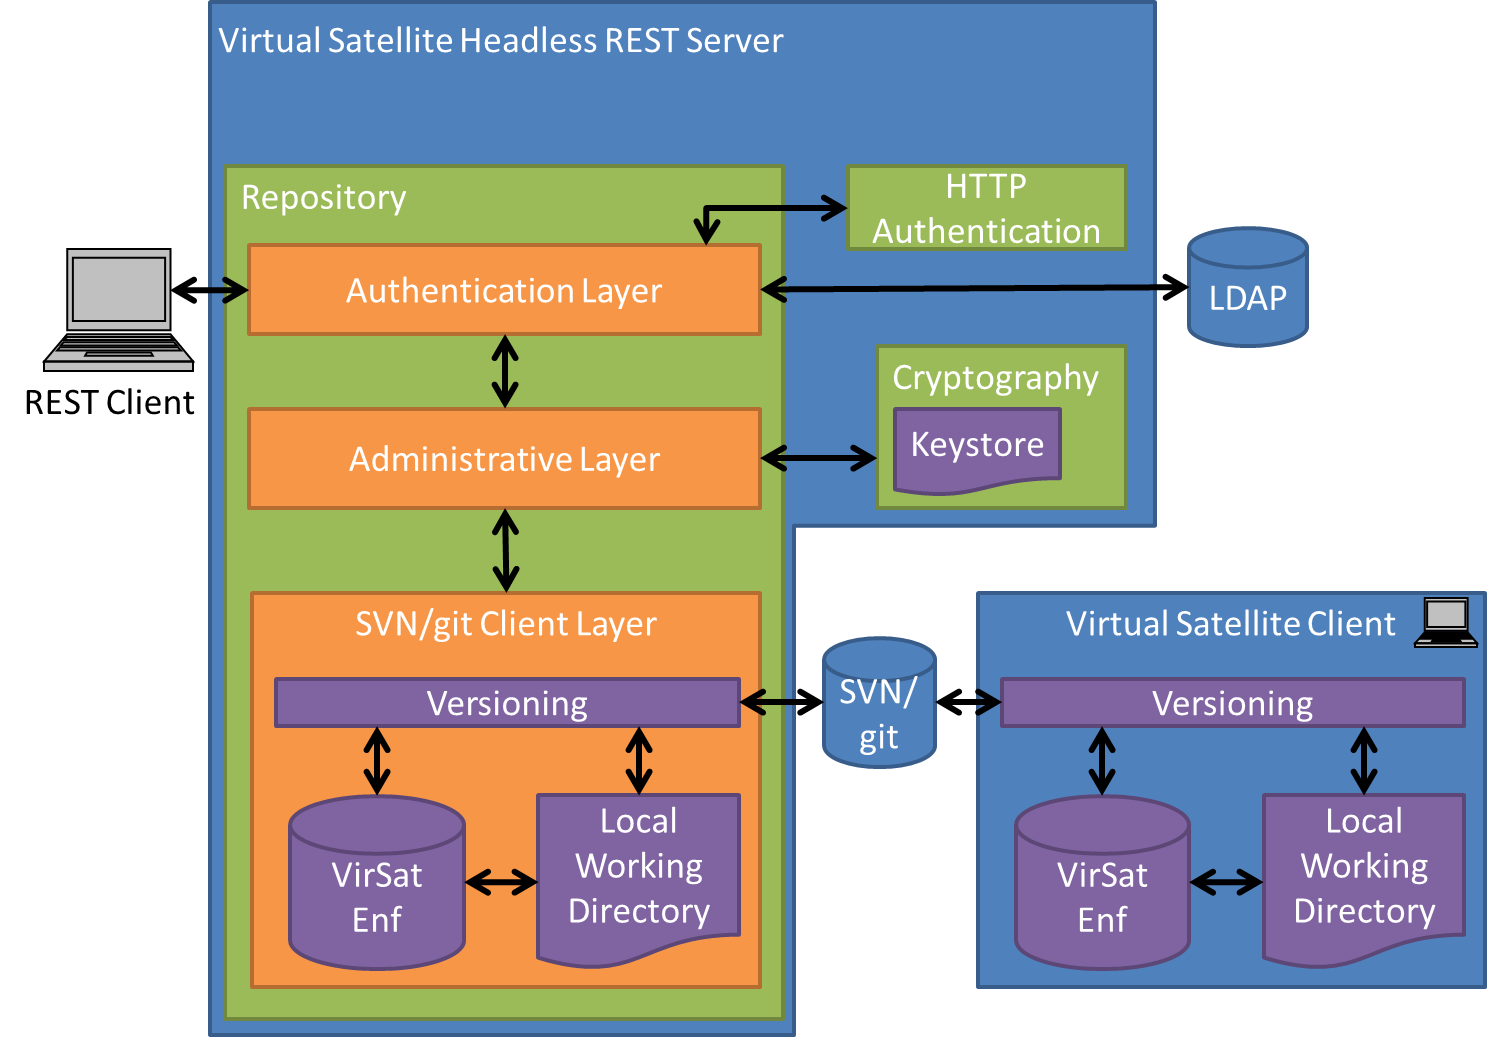 Virtual Satellite Headless REST Server
Repository
HTTP
Authentication
Authentication Layer
LDAP
REST Client
Cryptography
Keystore
Administrative Layer
SVN/git Client Layer
Versioning
VirSat
Enf
Local
Working
Directory
SVN/
git
Virtual Satellite Client
Versioning
VirSat
Enf
Local
Working
Directory